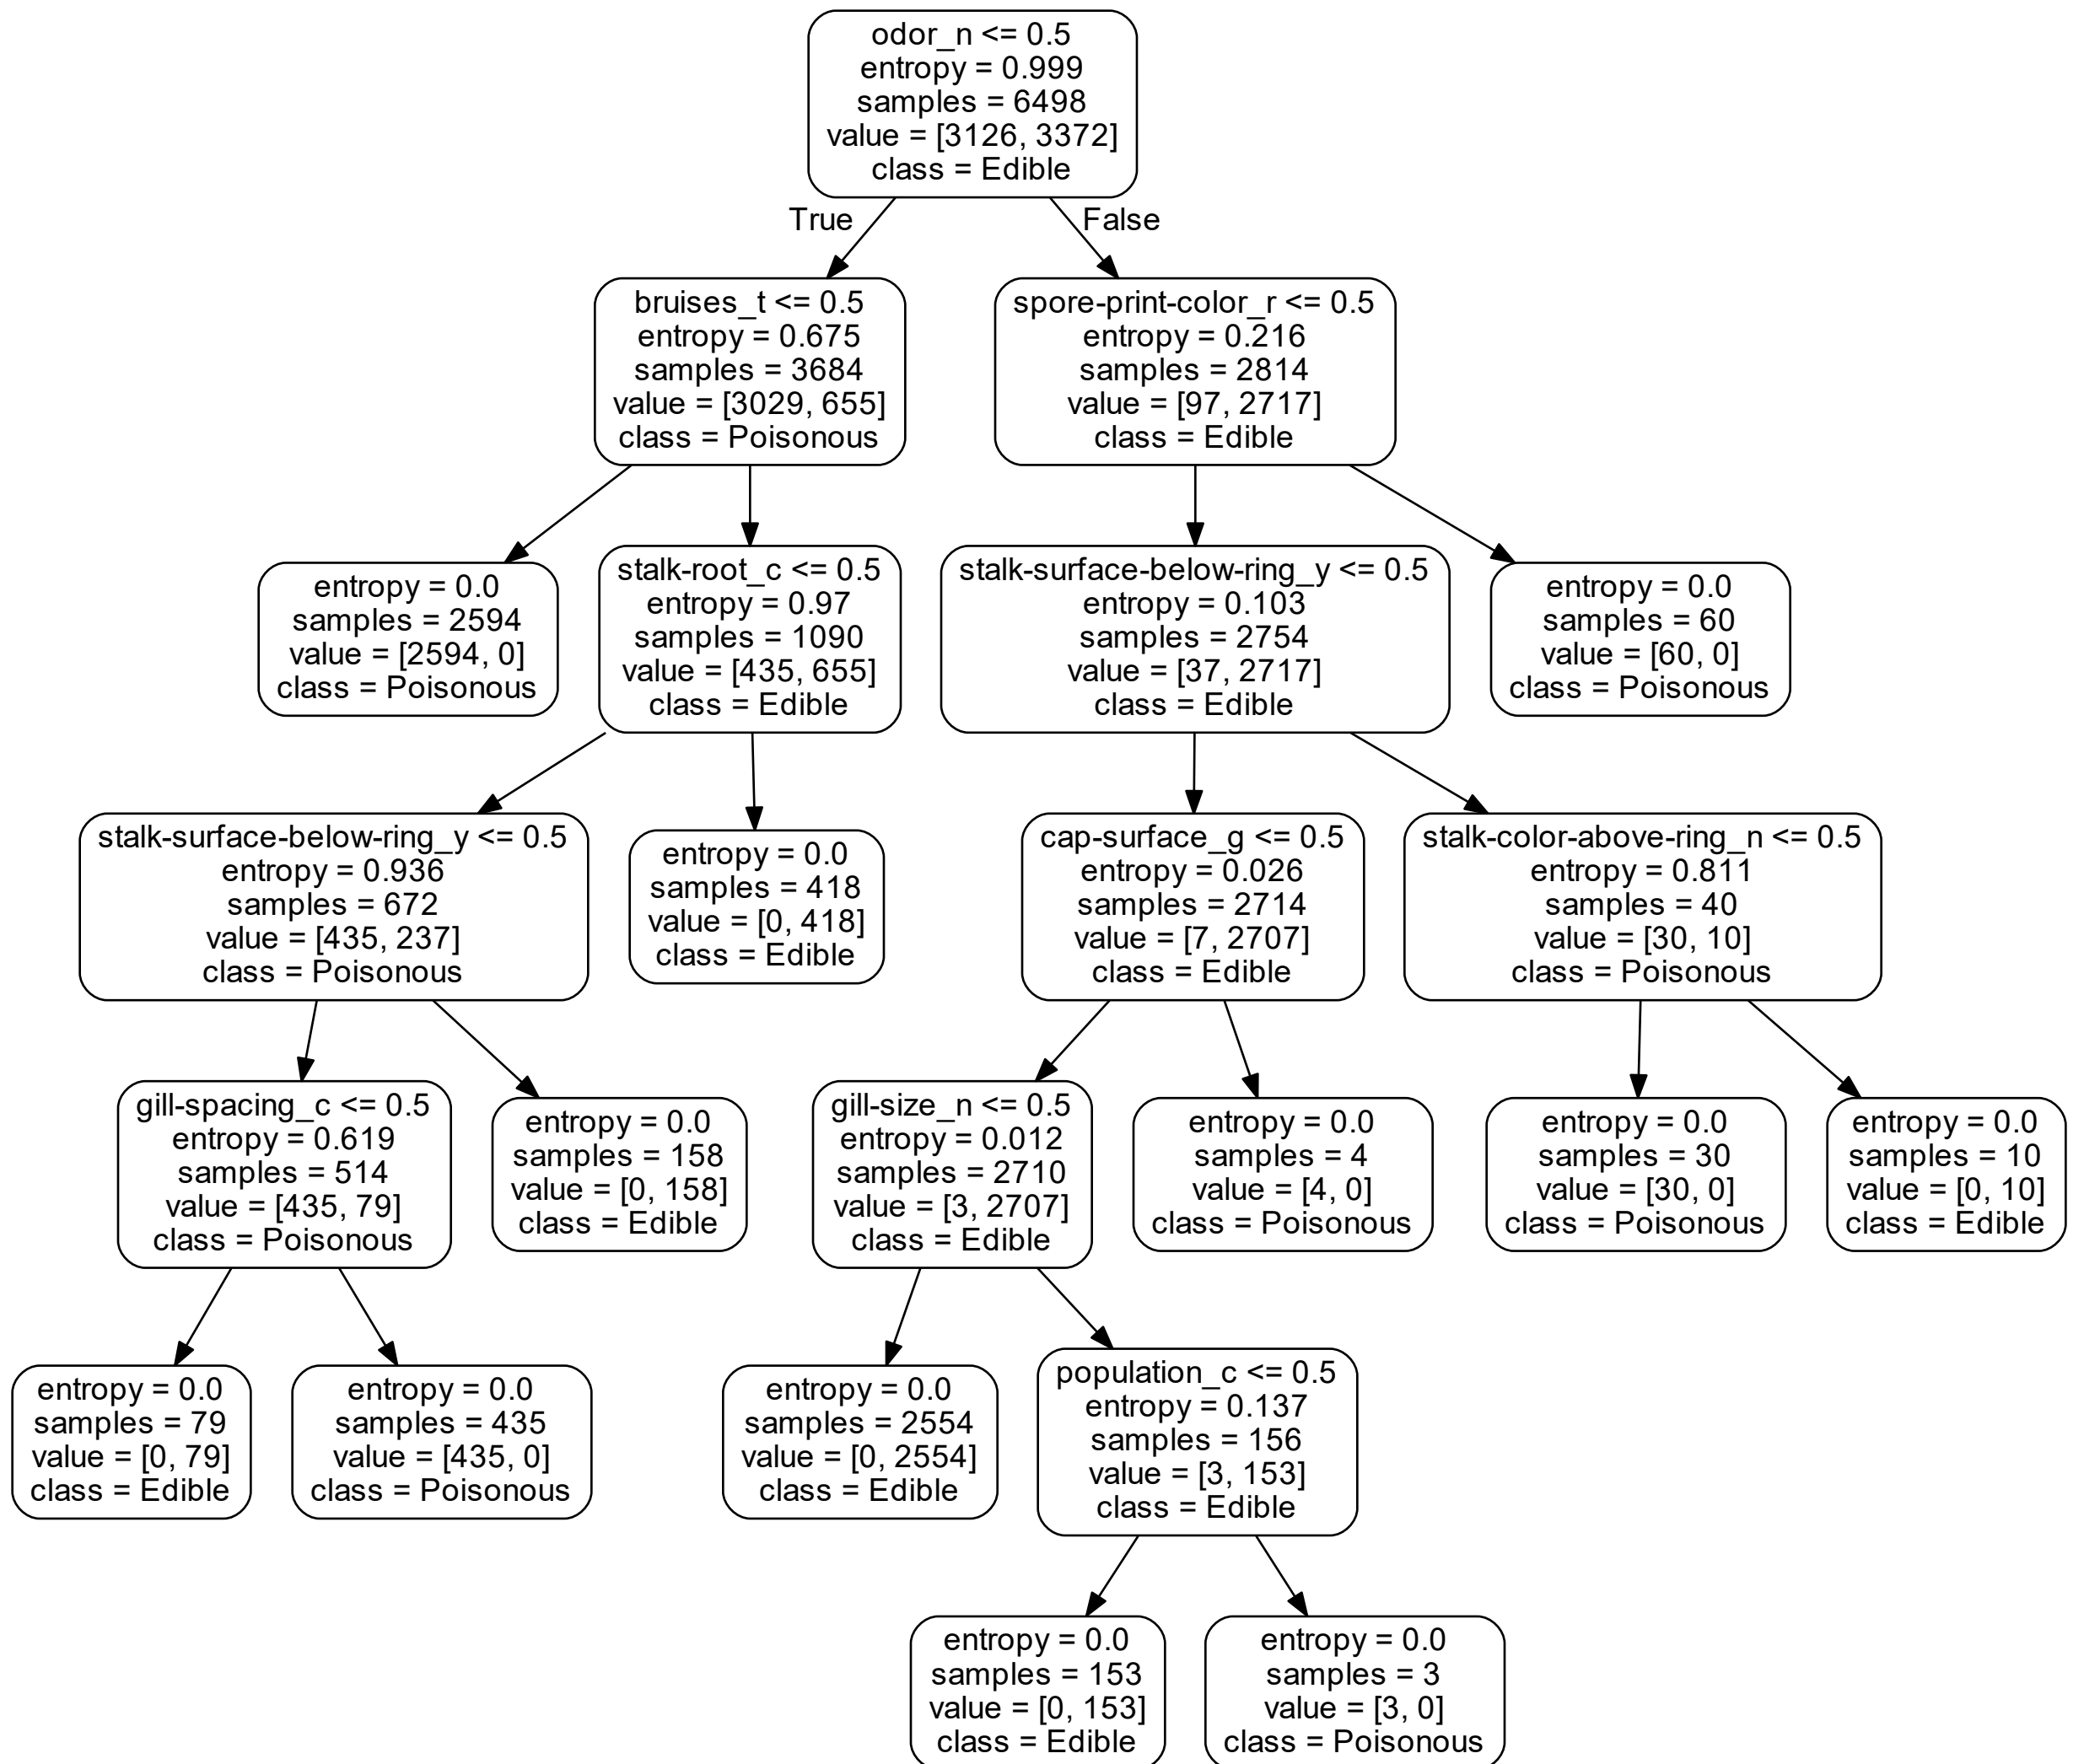 odor_n <= 0.5
entropy = 0.999
samples = 6498
value = [3126, 3372]
class = Edible
True
False
bruises_t <= 0.5
entropy = 0.675
samples = 3684
value = [3029, 655]
class = Poisonous
spore-print-color_r <= 0.5
entropy = 0.216
samples = 2814
value = [97, 2717]
class = Edible
entropy = 0.0
samples = 2594
value = [2594, 0]
class = Poisonous
stalk-root_c <= 0.5
entropy = 0.97
samples = 1090
value = [435, 655]
class = Edible
stalk-surface-below-ring_y <= 0.5
entropy = 0.103
samples = 2754
value = [37, 2717]
class = Edible
entropy = 0.0
samples = 60
value = [60, 0]
class = Poisonous
stalk-surface-below-ring_y <= 0.5
entropy = 0.936
samples = 672
value = [435, 237]
class = Poisonous
entropy = 0.0
samples = 418
value = [0, 418]
class = Edible
cap-surface_g <= 0.5
entropy = 0.026
samples = 2714
value = [7, 2707]
class = Edible
stalk-color-above-ring_n <= 0.5
entropy = 0.811
samples = 40
value = [30, 10]
class = Poisonous
gill-spacing_c <= 0.5
entropy = 0.619
samples = 514
value = [435, 79]
class = Poisonous
entropy = 0.0
samples = 158
value = [0, 158]
class = Edible
gill-size_n <= 0.5
entropy = 0.012
samples = 2710
value = [3, 2707]
class = Edible
entropy = 0.0
samples = 4
value = [4, 0]
class = Poisonous
entropy = 0.0
samples = 30
value = [30, 0]
class = Poisonous
entropy = 0.0
samples = 10
value = [0, 10]
class = Edible
entropy = 0.0
samples = 79
value = [0, 79]
class = Edible
entropy = 0.0
samples = 435
value = [435, 0]
class = Poisonous
entropy = 0.0
samples = 2554
value = [0, 2554]
class = Edible
population_c <= 0.5
entropy = 0.137
samples = 156
value = [3, 153]
class = Edible
entropy = 0.0
samples = 153
value = [0, 153]
class = Edible
entropy = 0.0
samples = 3
value = [3, 0]
class = Poisonous